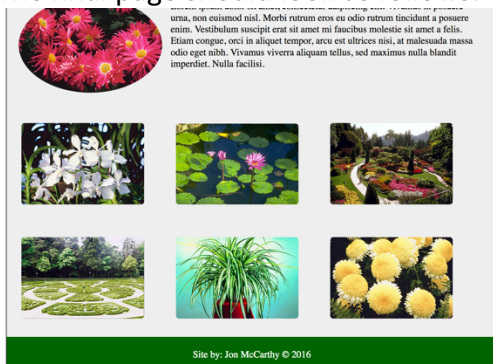 urna, non euismod nisl. Morbi rutrum eros eu odio rutrum tincidunt a posuere
enim. Vestibulum suscipit erat sit amet mi faucibus molestie sit amet a felis.
Etiam congue, orci in aliquet tempor, arcu est ultrices nisi, at malesuada massa
odio eget nibh. Vivamus viverra aliquam tellus, sed maximus nulla blandit
imperdiet. Nulla facilisi.
Site by: Jon McCarthy © 2016